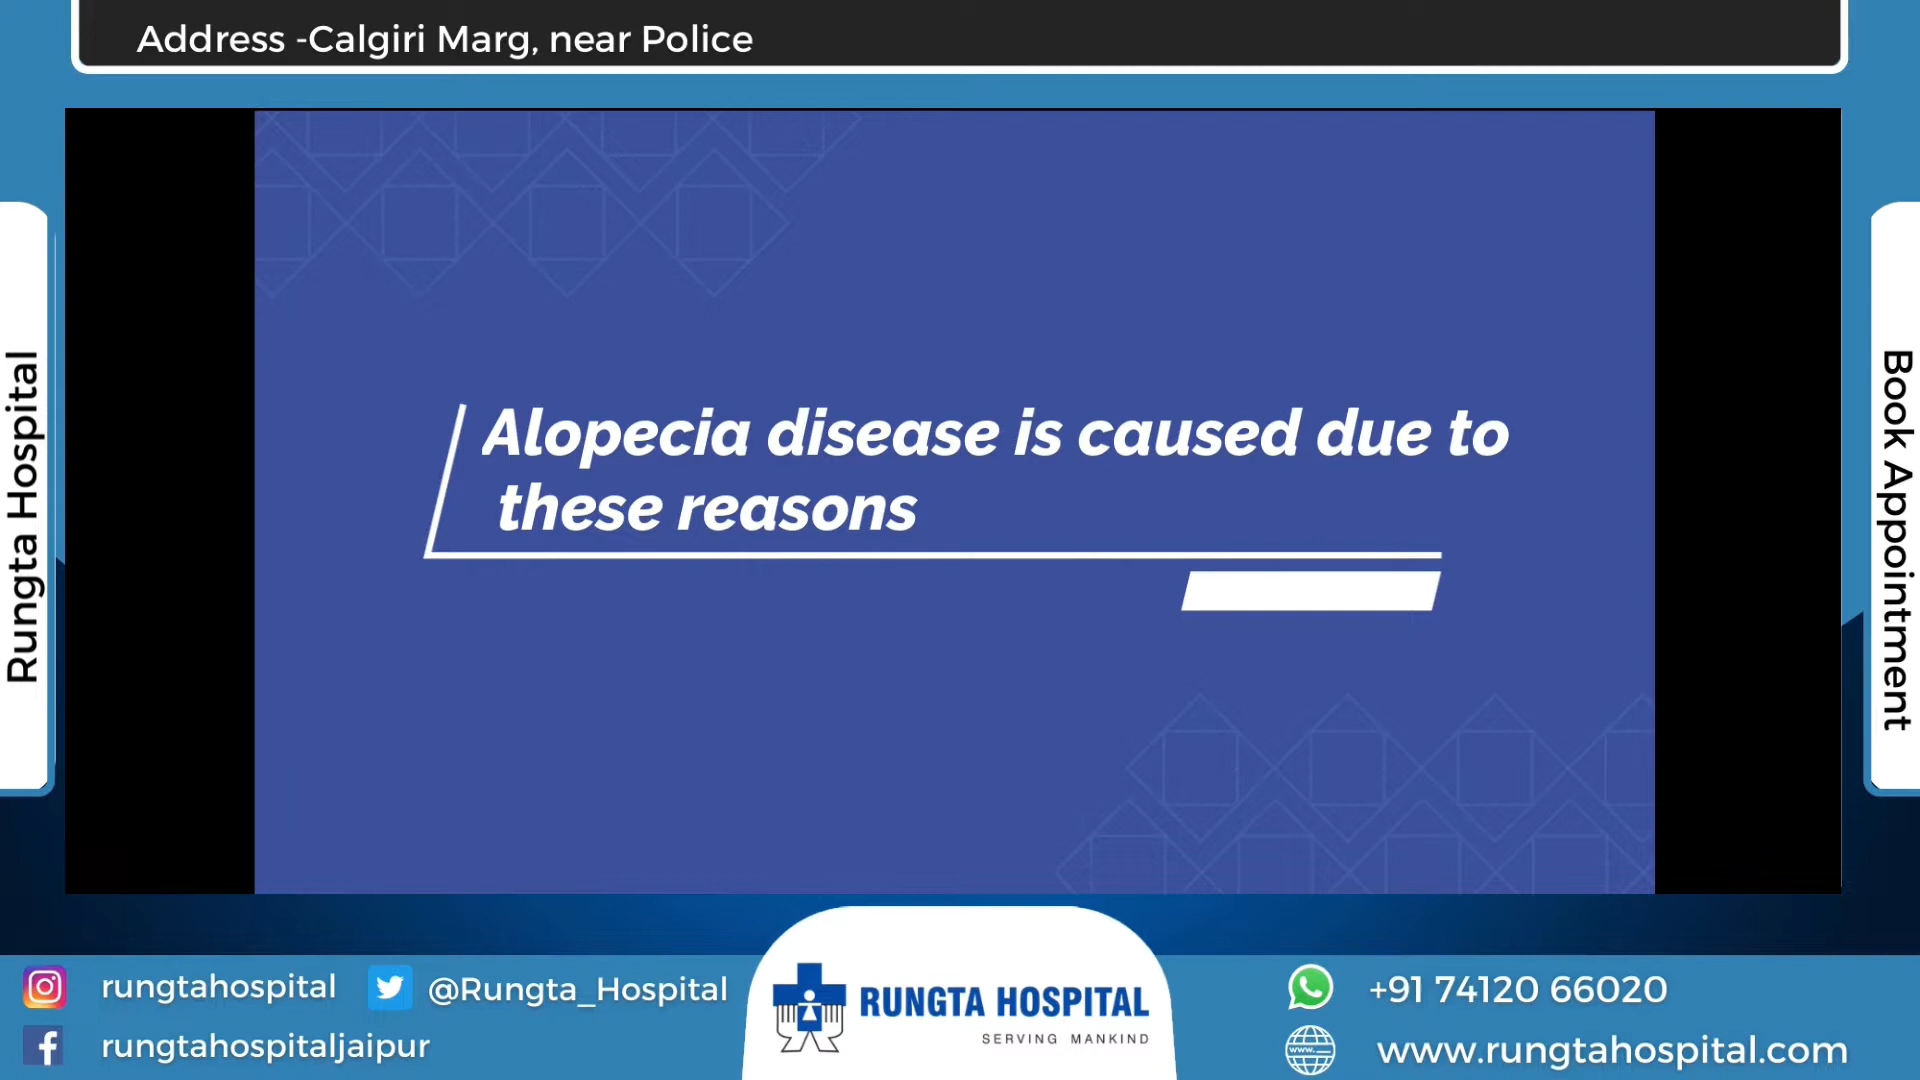 Address -Calgiri Marg, near Police
Rungta Hospital
Alopecia disease is caused due to
these reasons
Book Appointment
rungtahospital
@Rungta_Hospital
rungtahospitaljaipur
RUNGTA HOSPITAL
SERVING MANKIND
+91 74120 66020
www.
www.rungtahospital.com